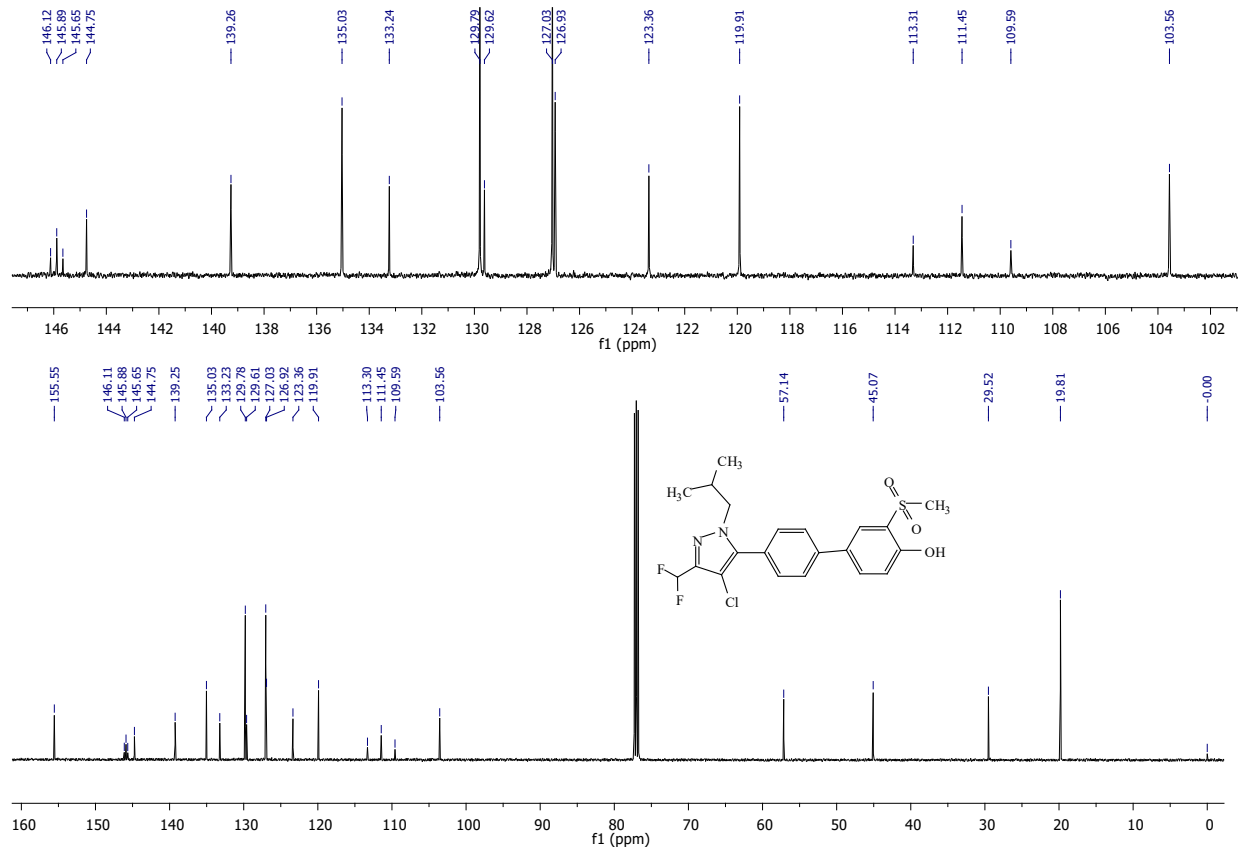 146.12 145.89 145.65 144.75 139.26 135.03 133.24 129.79 129.62 127.03 126.93 123.36 119.91 113.31 111.45 109.59 103.56
146 144 142 140 138 136 134 132 130 128 126 124 122 120 118 116 114 112 110 108 106 104 102
f1 (ppm)
155.55 146.11 145.88 145.65 144.75 139.25 135.03 133.23 129.78 129.61 127.03 126.92 123.36 119.91 113.30 111.45 109.59 103.56 57.14 45.07 29.52 19.81 -0.00
CH3
H3C
O
S
CH3
O
N
N
OH
F
F
Cl
160 150 140 130 120 110 100 90 80 70 60 50 40 30 20 10 0
f1 (ppm)